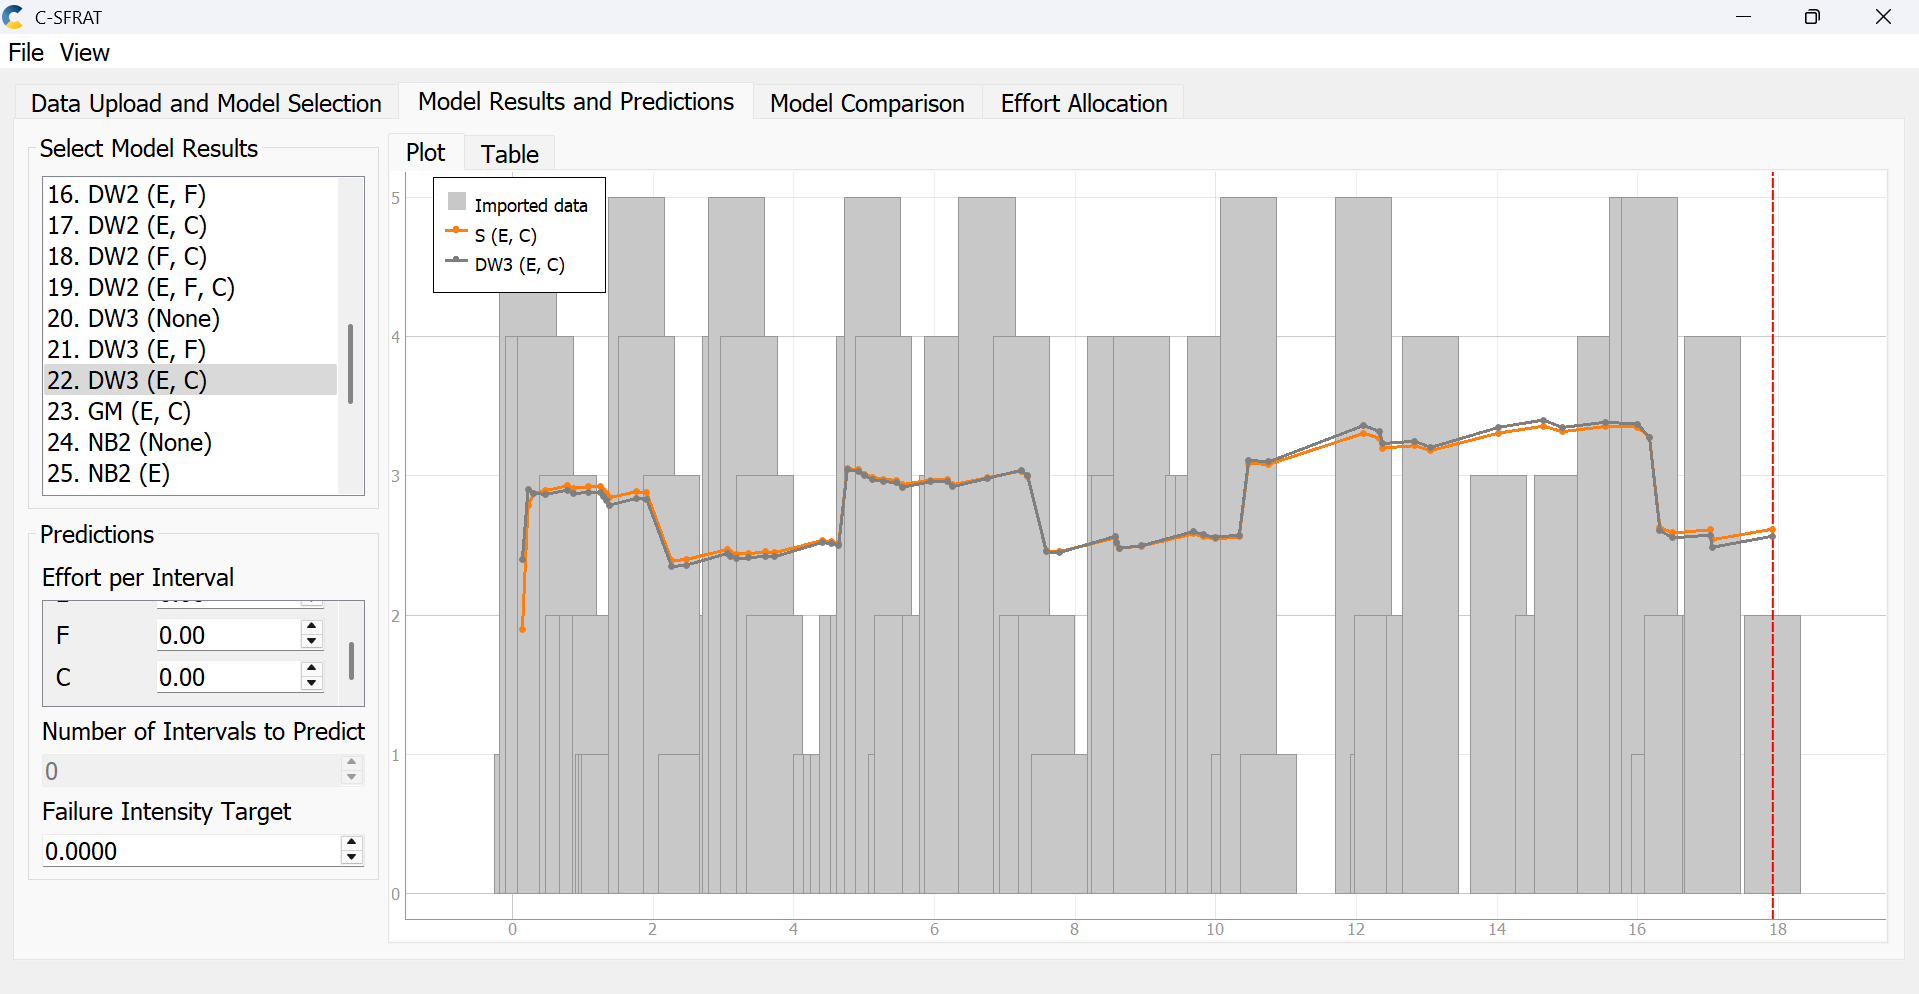 C-SFRAT
File View
Data Upload and Model Selection
Model Results and Predictions
Model Comparison
Effort Allocation
Select Model Results
16. DW2 (E, F)
17. DW2 (E, C)
18. DW2 (F, C)
19. DW2 (E, F, C)
20. DW3 (None)
21. DW3 (E, F)
22. DW3 (E, C)
23. GM (E, C)
24. NB2 (None)
25. NB2 (E)
Predictions
Effort per Interval
F 0.00
C 0.00
Number of Intervals to Predict
0
Failure Intensity Target
0.0000
Plot Table
Imported data
S (E, C)
DW3 (E, C)
5
4
3
2
1
0
0 2 4 6 8 10 12 14 16 18